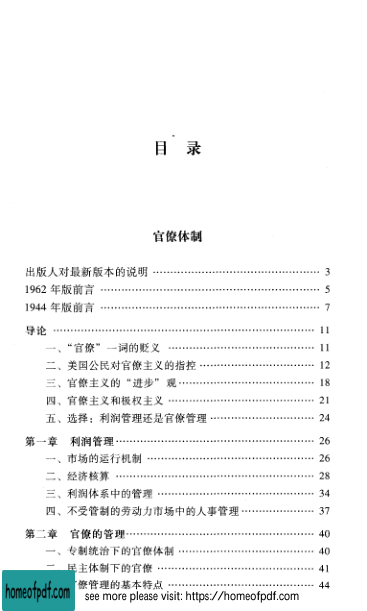 目 录
官僚体制
出版人对最新版本的说明 …………………………………………… 3
1962 年版前言 …………………………………………… 5
1944 年版前言 …………………………………………… 7
导论 …………………………………………… 11
一、“官僚”一词的贬义 …………………………………………… 11
二、美国公民对官僚主义的指控 …………………………………………… 12
三、官僚主义的“进步”观 …………………………………………… 18
四、官僚主义和极权主义 …………………………………………… 21
五、选择：利润管理还是官僚管理 …………………………………………… 24
第一章 利润管理 …………………………………………… 26
一、市场的运行机制 …………………………………………… 26
二、经济核算 …………………………………………… 28
三、利润体系中的管理 …………………………………………… 34
四、不受管制的劳动力市场中的人事管理 …………………………………………… 37
第二章 官僚的管理 …………………………………………… 40
一、专制统治下的官僚体制 …………………………………………… 40
二、民主体制下的官僚 …………………………………………… 41
官僚管理的基本特点 …………………………………………… 44
homeofpdf.com
see more please visit: https://homeofpdf.com